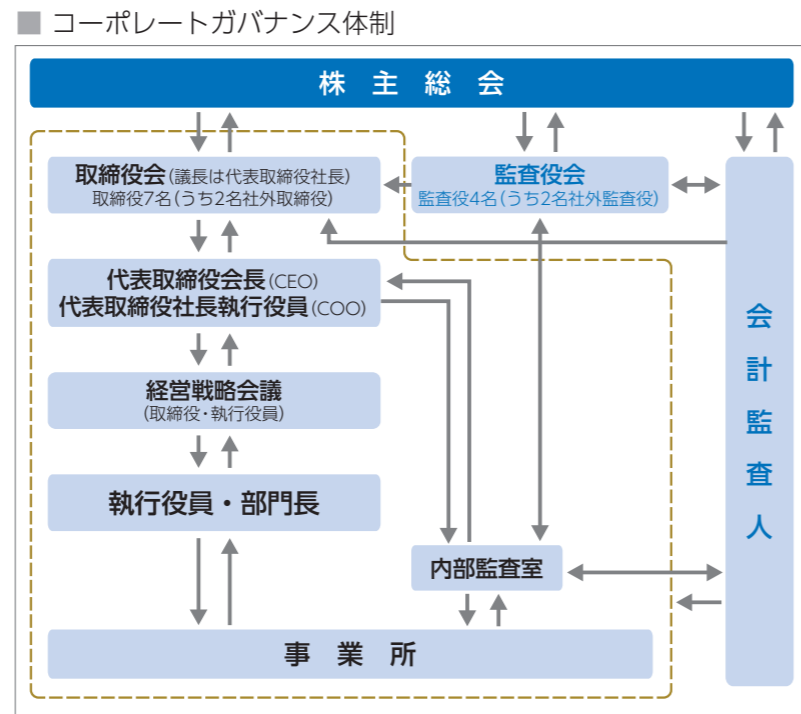 ■ コーポレートガバナンス体制
株主総会
取締役会(議長は代表取締役社長)
取締役7名(うち2名社外取締役)
監査役会
監査役4名(うち2名社外監査役)
代表取締役会長(CEO)
代表取締役社長執行役員(COO)
会計監査人
経営戦略会議
(取締役・執行役員)
執行役員・部門長
内部監査室
事業所